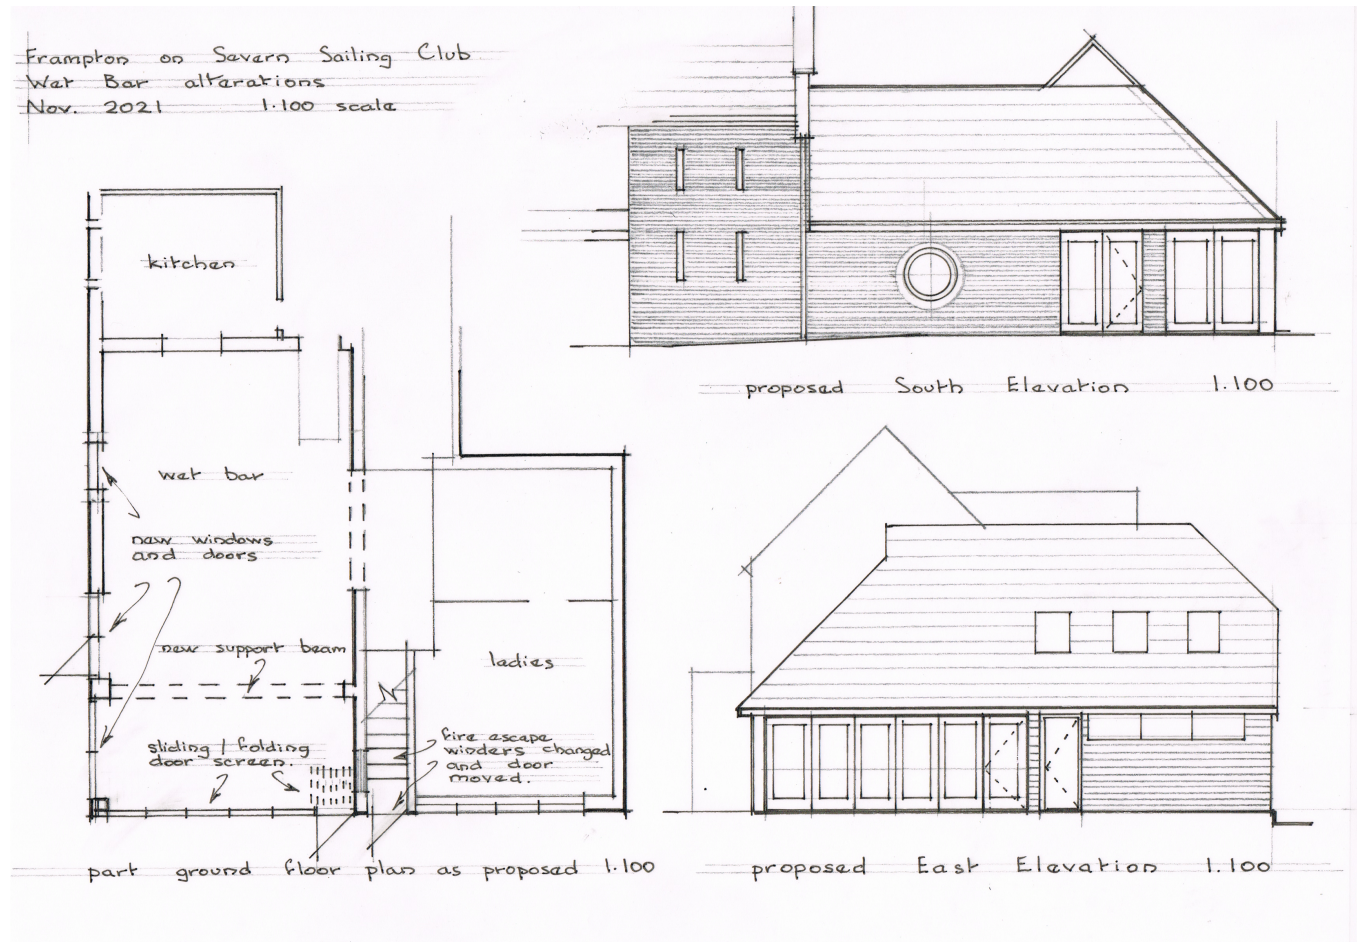 Frampton on Severn Sailing Club
Wet Bar alterations
Nov. 2021 1·100 scale
kitchen
wet bar
new windows
and doors
new support beam
sliding / folding
door screen.
ladies
fire escape
winders changed
and door
moved.
part ground floor plan as proposed 1·100
proposed South Elevation 1·100
proposed East Elevation 1·100